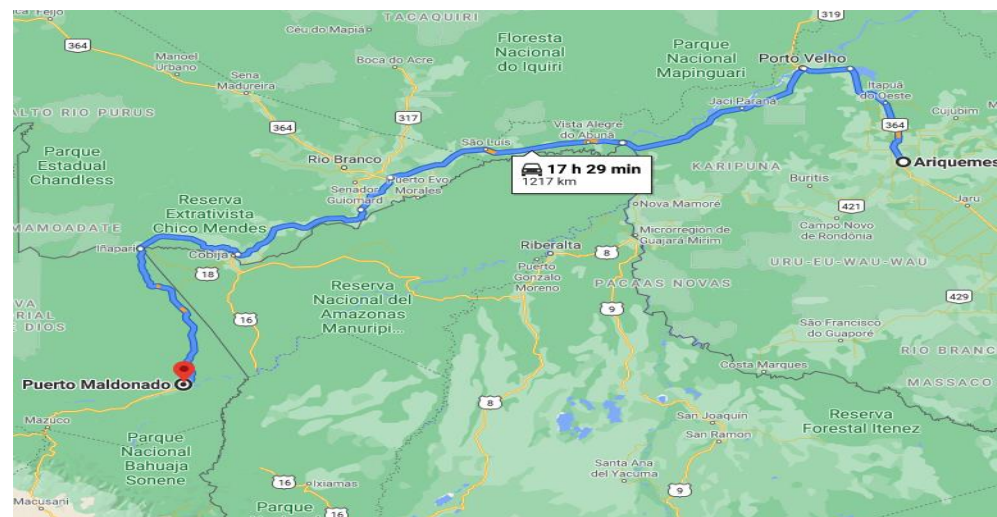 TACAQUIRI
319
Céu do Mapiá
Floresta
Nacional
do Iquiri
Parque
Nacional
Mapinguari
Porto Velho
364
Manoel
Urbano
Boca do Acre
Sena
Madureira
Itapuã
do Oeste
Jaci Paraná
Cujubim
ALTO RIO PURUS
317
364
364
Vista Alegre
do Abunã
São Luís
Parque
Estadual
Chandless
Rio Branco
17 h 29 min
1217 km
KARIPUNA
Ariquemes
Buritis
Senador
Guiomard
Puerto Evo
Morales
Reserva
Extrativista
Chico Mendes
Nova Mamoré
421
Jaru
MAMOADATE
Campo Novo
de Rondônia
Iñapari
Cobija
Microrregión de
Guajará Mirim
Riberalta
8
18
Puerto
Gonzalo
Moreno
URU-EU-WAU-WAU
Reserva
Nacional del
Amazonas
Manuripi...
PACAAS NOVAS
429
9
16
São Francisco
do Guaporé
DE DIOS
RIO BRANC
Costa Marques
MASSACO
Puerto Maldonado
8
Mazuco
San Joaquín
San Ramon
Reserva
Forestal Itenez
Parque
Nacional
Bahuaja
Sonene
Santa Ana
del Yacuma
16
Ixiamas
9
Macusani
Parque
16